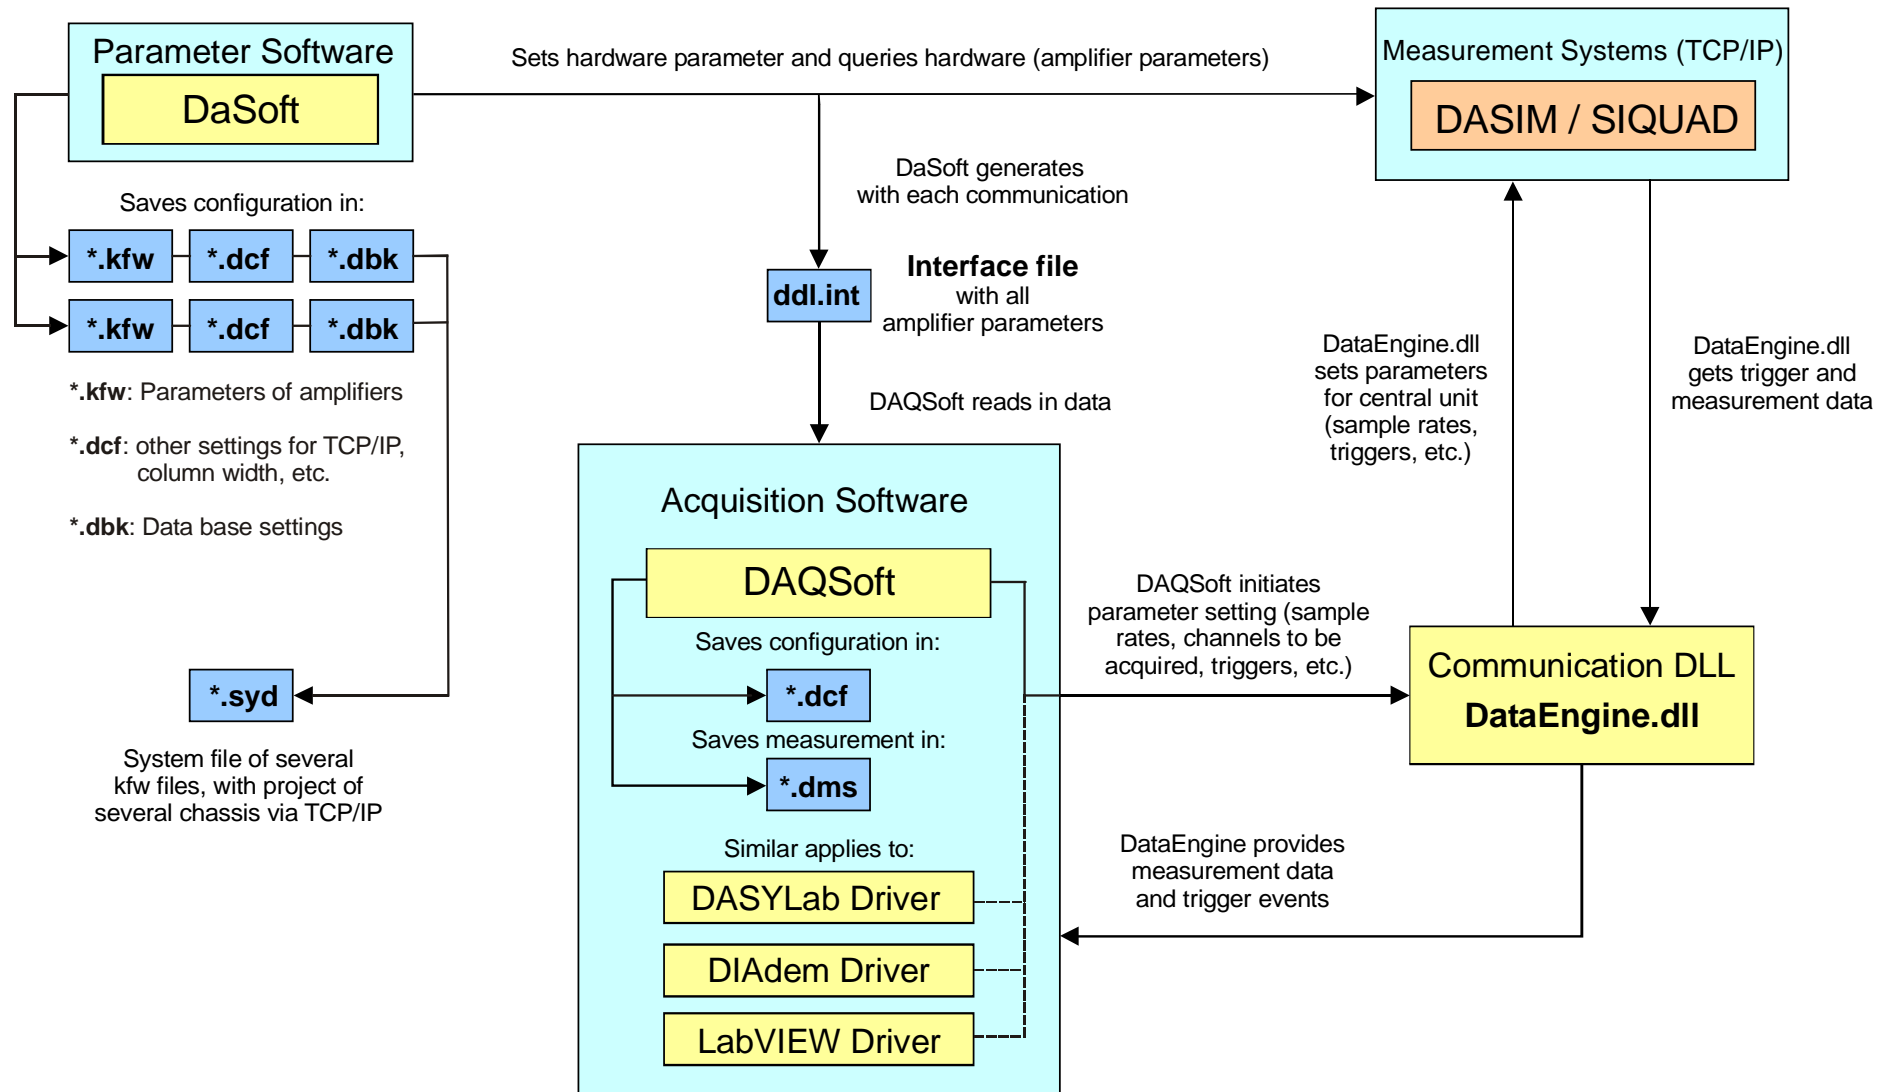 Parameter Software
DaSoft
Sets hardware parameter and queries hardware (amplifier parameters)
Measurement Systems (TCP/IP)
DASIM / SIQUAD
Saves configuration in:
*.kfw
*.dcf
*.dbk
*.kfw
*.dcf
*.dbk
*.kfw: Parameters of amplifiers
*.dcf: other settings for TCP/IP,
column width, etc.
*.dbk: Data base settings
*.syd
System file of several
kfw files, with project of
several chassis via TCP/IP
DaSoft generates
with each communication
ddl.int
Interface file
with all
amplifier parameters
DAQSoft reads in data
Acquisition Software
DAQSoft
Saves configuration in:
*.dcf
Saves measurement in:
*.dms
Similar applies to:
DASYLab Driver
DIAdem Driver
LabVIEW Driver
DAQSoft initiates
parameter setting (sample
rates, channels to be
acquired, triggers, etc.)
DataEngine.dll
sets parameters
for central unit
(sample rates,
triggers, etc.)
DataEngine.dll
gets trigger and
measurement data
Communication DLL
DataEngine.dll
DataEngine provides
measurement data
and trigger events